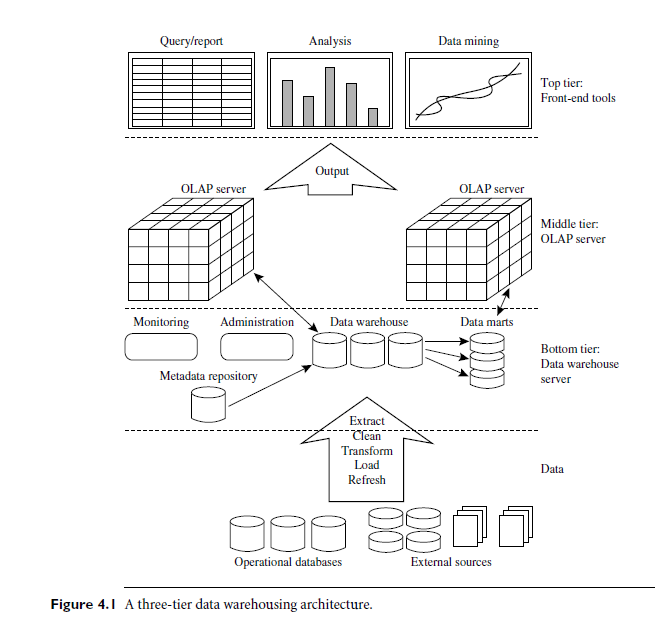 Query/report
Analysis
Data mining
Top tier:
Front-end tools
Output
OLAP server
OLAP server
Middle tier:
OLAP server
Monitoring
Administration
Data warehouse
Data marts
Bottom tier:
Data warehouse
server
Metadata repository
Extract
Clean
Transform
Load
Refresh
Data
Operational databases
External sources
Figure 4.1 A three-tier data warehousing architecture.